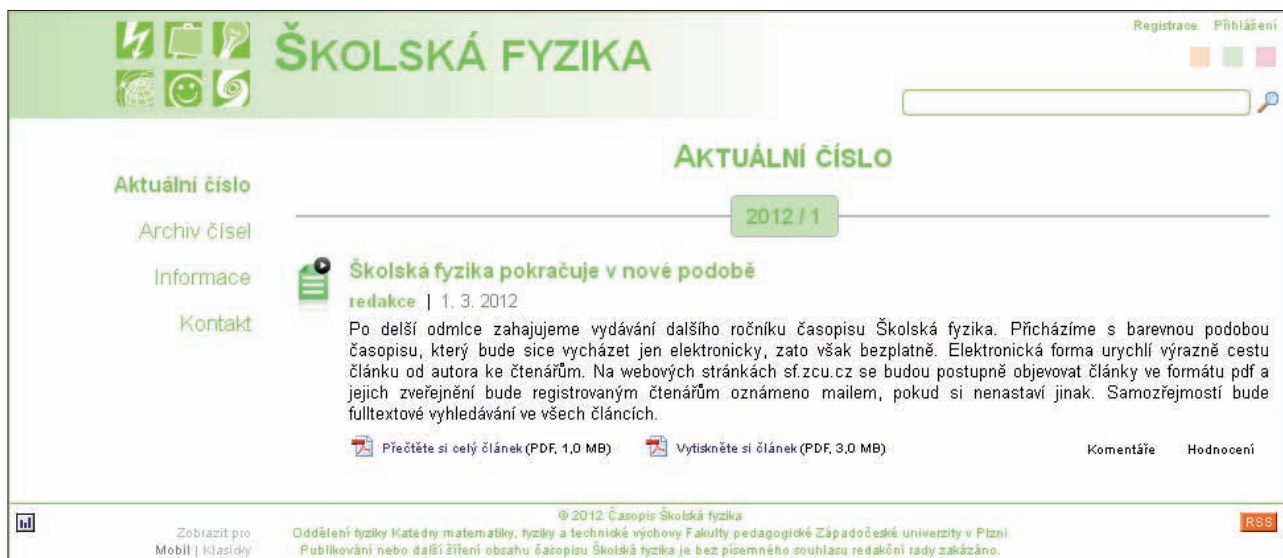 Registrace Přihlášení
ŠKOLSKÁ FYZIKA
AKTUÁLNÍ ČÍSLO
Aktuální číslo
Archiv čísel
Informace
Kontakt
2012 / 1
Školská fyzika pokračuje v nové podobě
redakce | 1. 3. 2012
Po delší odmlce zahajujeme vydávání dalšího ročníku časopisu Školská fyzika. Přicházíme s barevnou podobou
časopisu, který bude sice vycházet jen elektronicky, zato však bezplatně. Elektronická forma urychlí výrazně cestu
článku od autora ke čtenářům. Na webových stránkách sf.zcu.cz se budou postupně objevovat články ve formátu pdf a
jejich zveřejnění bude registrovaným čtenářům oznámeno mailem, pokud si nenastaví jinak. Samozřejmostí bude
fulltextové vyhledávání ve všech článcích.
Přečtěte si celý článek (PDF, 1,0 MB) Vytiskněte si článek (PDF, 3,0 MB) Komentáře Hodnocení
© 2012 Časopis Školská fyzika
Zobrazit pro
Mobil | Klasicky
Oddělení fyziky Katedry matematiky, fyziky a technické výchovy Fakulty pedagogické Západočeské univerzity v Plzni
Publikování nebo další šíření obsahu časopisu Školská fyzika je bez písemného souhlasu redakční rady zakázáno.
RSS